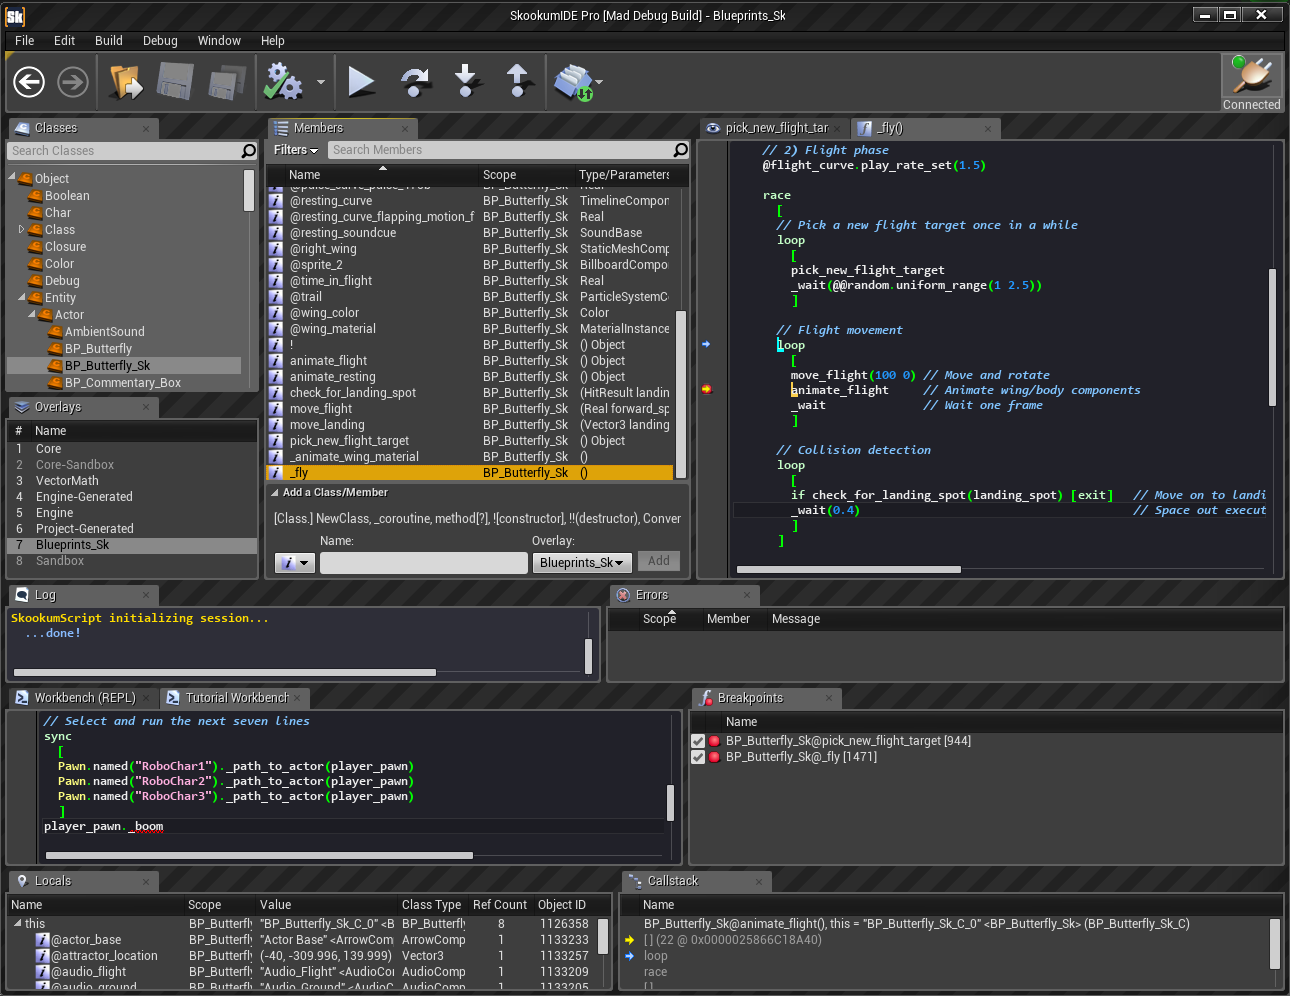 Sk
SkookumIDE Pro [Mad Debug Build] - Blueprints_Sk
File Edit Build Debug Window Help
Connected
Classes
Search Classes
Object
Boolean
Char
Class
Closure
Color
Debug
Entity
Actor
AmbientSound
BP_Butterfly
BP_Butterfly_Sk
BP_Commentary_Box
Overlays
# Name
1 Core
2 Core-Sandbox
3 VectorMath
4 Engine-Generated
5 Engine
6 Project-Generated
7 Blueprints_Sk
8 Sandbox
Members
Filters
Search Members
Name Scope Type/Parameters
BP_Butterfly_Sk Real
@resting_curve BP_Butterfly_Sk TimelineCompon
@resting_curve_flapping_motion_f BP_Butterfly_Sk Real
@resting_soundcue BP_Butterfly_Sk SoundBase
@right_wing BP_Butterfly_Sk StaticMeshComp
@sprite_2 BP_Butterfly_Sk BillboardCompo
@time_in_flight BP_Butterfly_Sk Real
@trail BP_Butterfly_Sk ParticleSystemC
@wing_color BP_Butterfly_Sk Color
@wing_material BP_Butterfly_Sk MaterialInstance
! BP_Butterfly_Sk () Object
animate_flight BP_Butterfly_Sk () Object
animate_resting BP_Butterfly_Sk () Object
check_for_landing_spot BP_Butterfly_Sk (HitResult landin
move_flight BP_Butterfly_Sk (Real forward_sp
move_landing BP_Butterfly_Sk (Vector3 landing
pick_new_flight_target BP_Butterfly_Sk () Object
_animate_wing_material BP_Butterfly_Sk ()
_fly BP_Butterfly_Sk ()
Add a Class/Member
[Class.] NewClass, _coroutine, method[?], ![constructor], !!(destructor), Conver
Name: Overlay:
Blueprints_Sk Add
pick_new_flight_tar _fly()
// 2) Flight phase
@flight_curve.play_rate_set(1.5)
race
[
// Pick a new flight target once in a while
loop
[
pick_new_flight_target
_wait(@@random.uniform_range(1 2.5))
]
// Flight movement
loop
[
move_flight(100 0) // Move and rotate
animate_flight // Animate wing/body components
_wait // Wait one frame
]
// Collision detection
loop
[
if check_for_landing_spot(landing_spot) [exit] // Move on to landi
_wait(0.4) // Space out execut
]
]
Log
SkookumScript initializing session...
...done!
Errors
Scope Member Message
Workbench (REPL) Tutorial Workbench
// Select and run the next seven lines
sync
[
Pawn.named("RoboChar1")._path_to_actor(player_pawn)
Pawn.named("RoboChar2")._path_to_actor(player_pawn)
Pawn.named("RoboChar3")._path_to_actor(player_pawn)
]
player_pawn._boom
Breakpoints
Name
BP_Butterfly_Sk@pick_new_flight_target [944]
BP_Butterfly_Sk@_fly [1471]
Locals
Name Scope Value Class Type Ref Count Object ID
this BP_Butterfl "BP_Butterfly_Sk_C_0" <B BP_Butterfly 8 1126358
@actor_base BP_Butterfl "Actor Base" <ArrowCom ArrowComp 1 1133233
@attractor_location BP_Butterfl (-40, -309.996, 139.999) Vector3 1 1133257
@audio_flight BP_Butterfl "Audio_Flight" <AudioCor AudioComp 1 1133209
@audio_ground BP_Butterfl "Audio_Ground" <AudioC AudioComp 1 1133205
Callstack
Name
BP_Butterfly_Sk@animate_flight(), this = "BP_Butterfly_Sk_C_0" <BP_Butterfly_Sk> (BP_Butterfly_Sk_C)
[ ] (22 @ 0x0000025866C18A40)
loop
race
[ ]